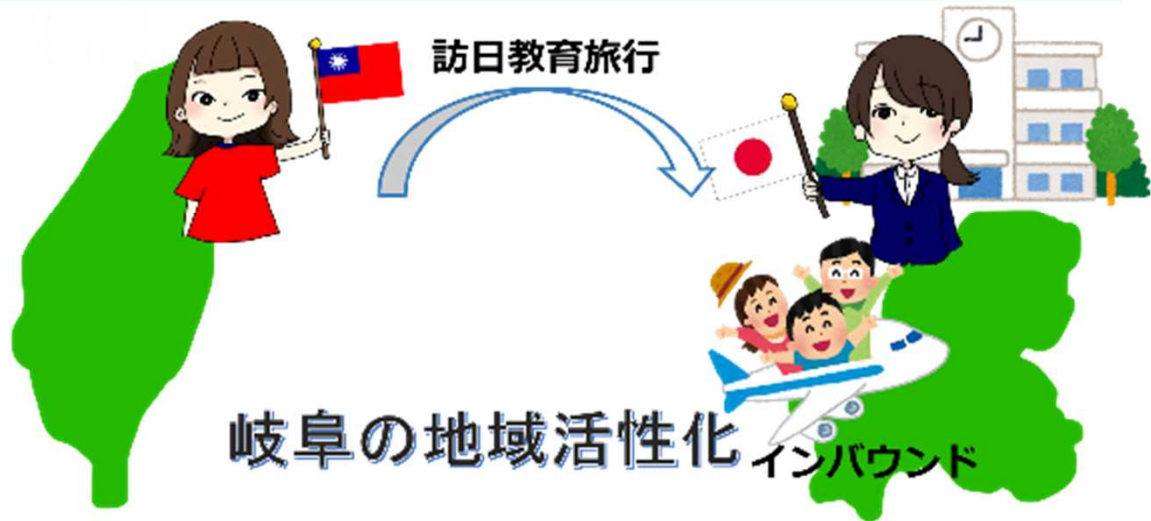 訪日教育旅行
岐阜の地域活性化
インバウンド